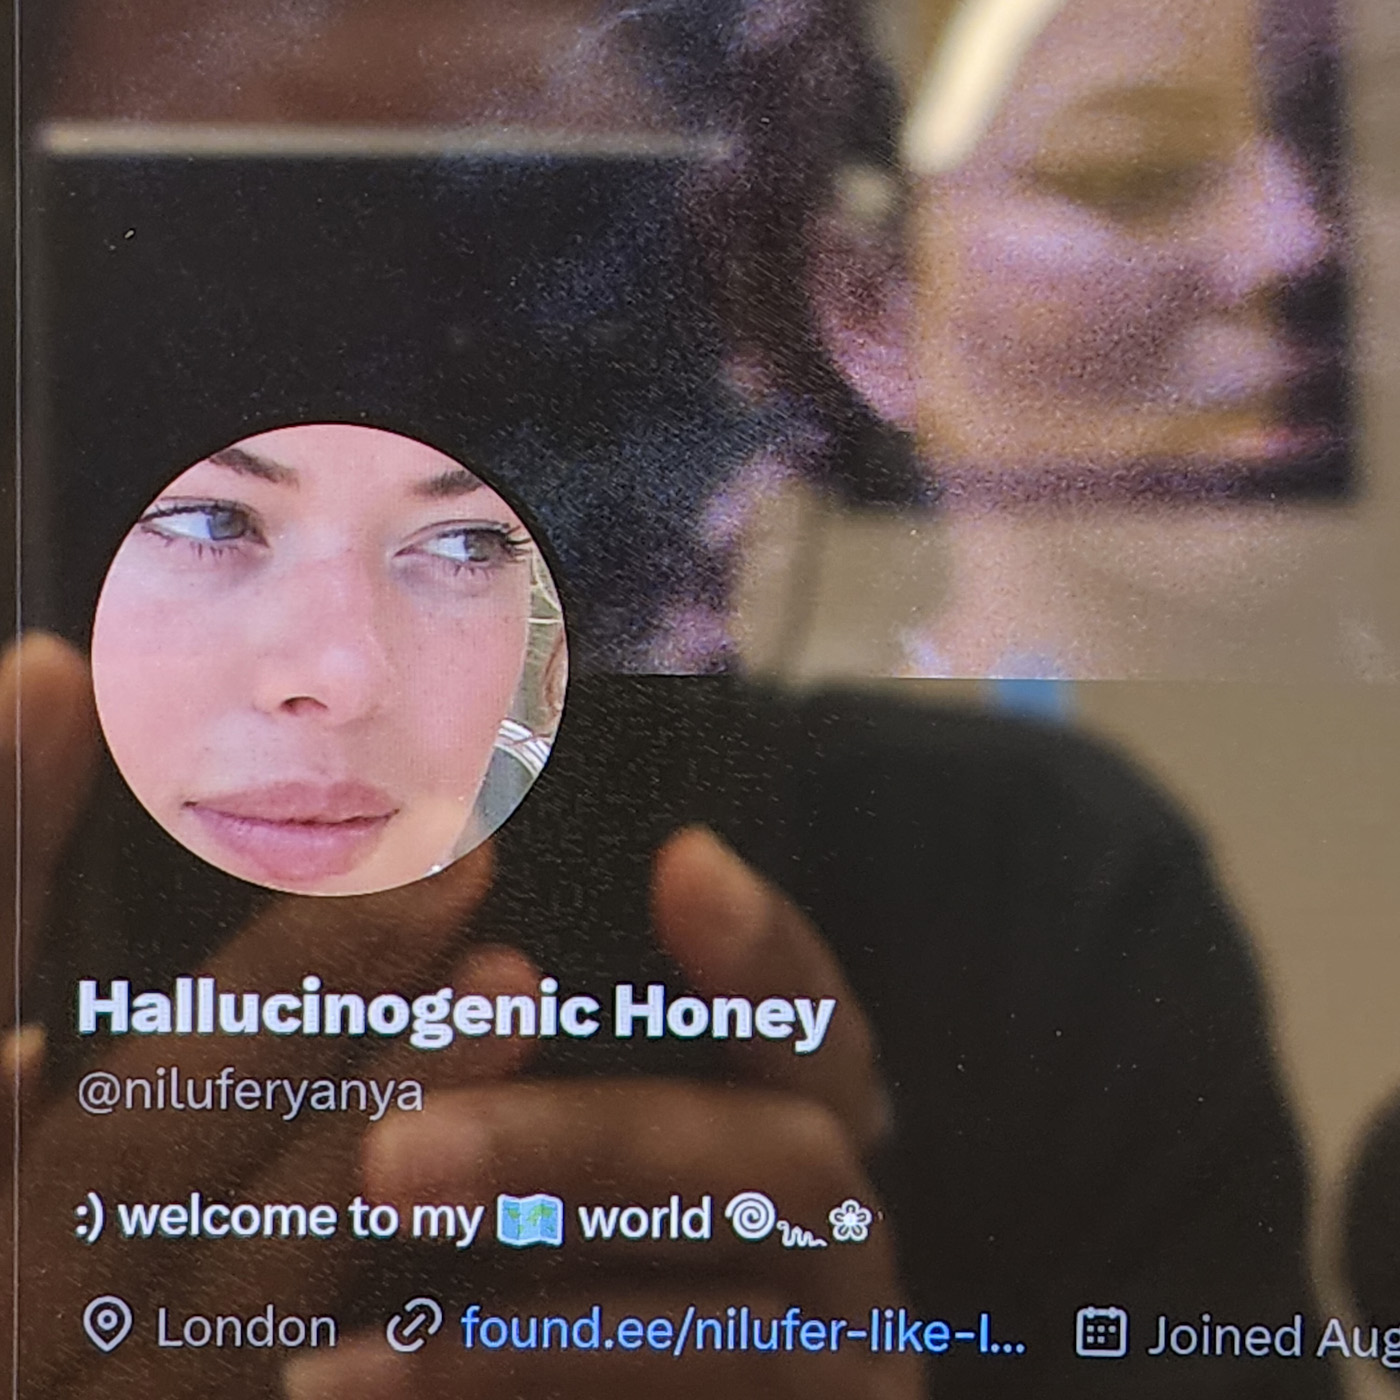 Hallucinogenic Honey
@niluferyanya
:) welcome to my 🗺️ world ꩜෴❀
London found.ee/nilufer-like-l... Joined Aug